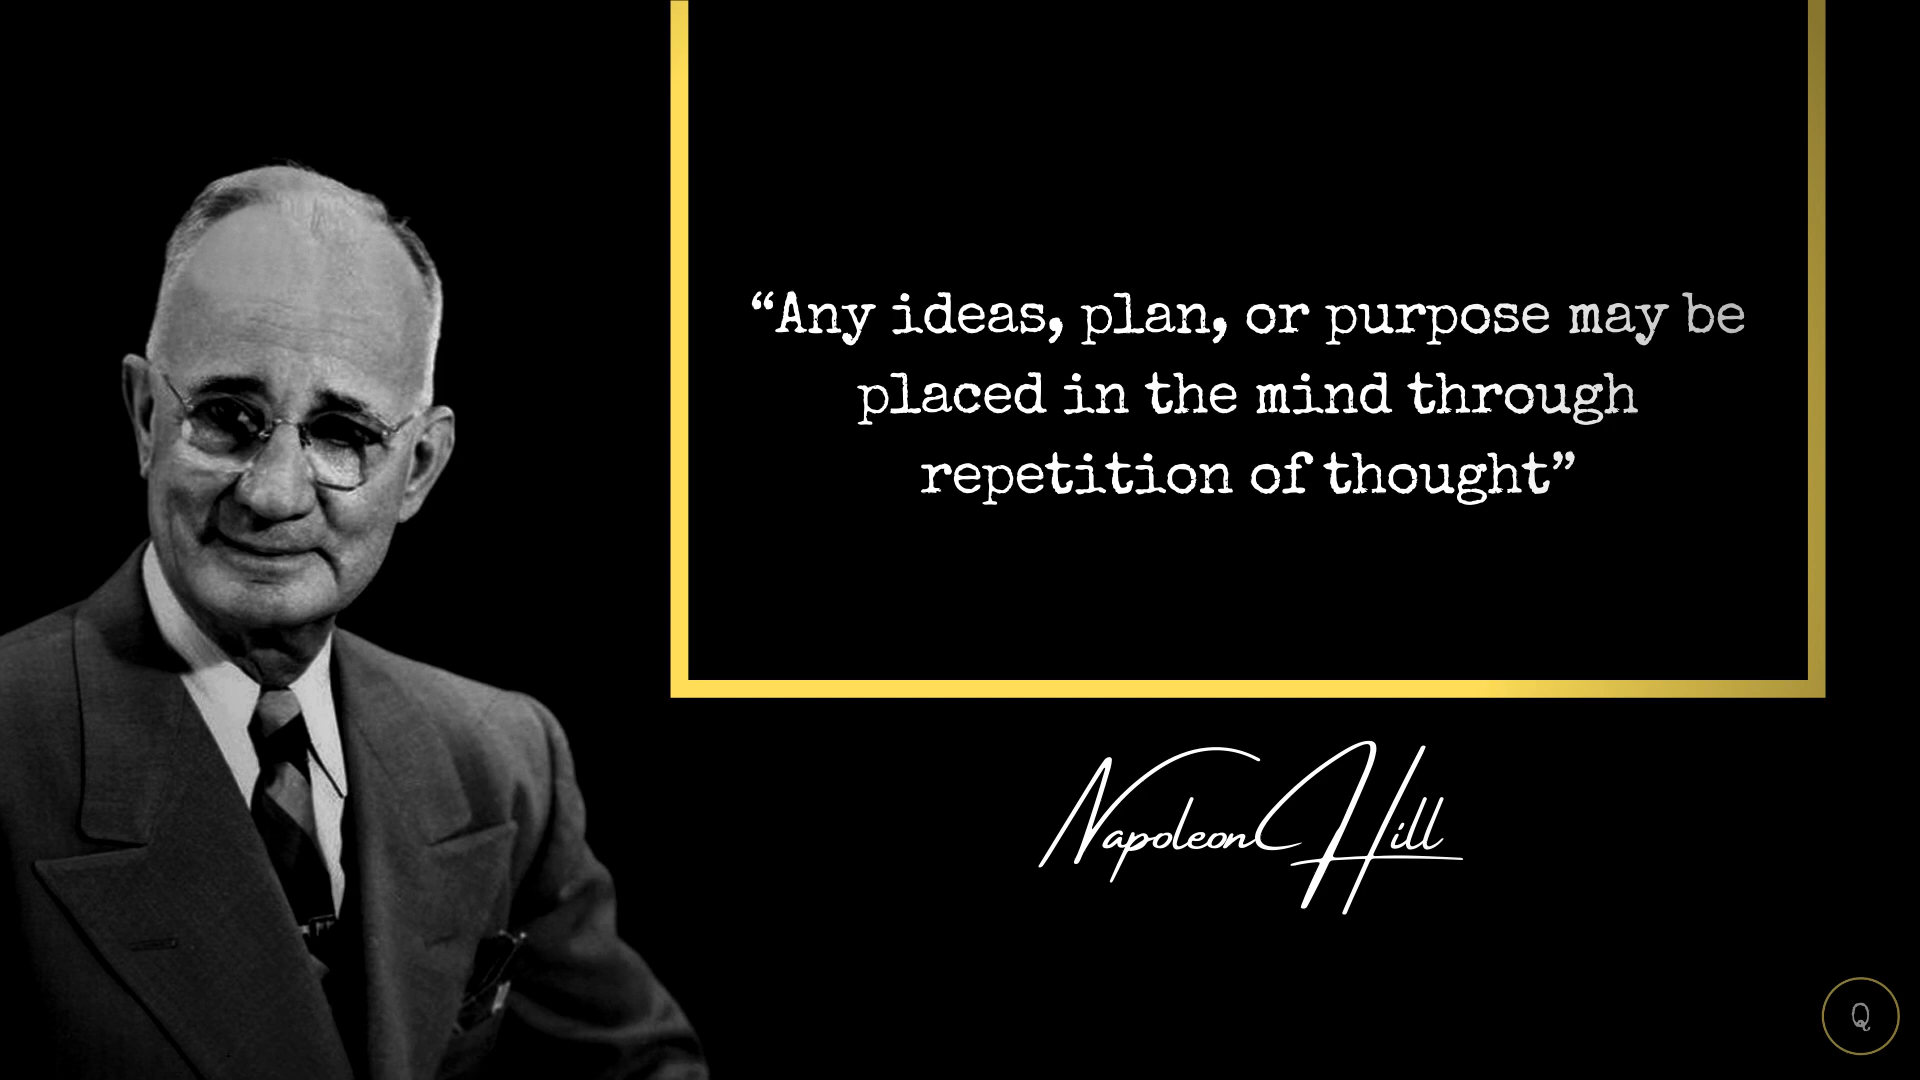 “Any ideas, plan, or purpose may be
placed in the mind through
repetition of thought”
Napoleon Hill
Q